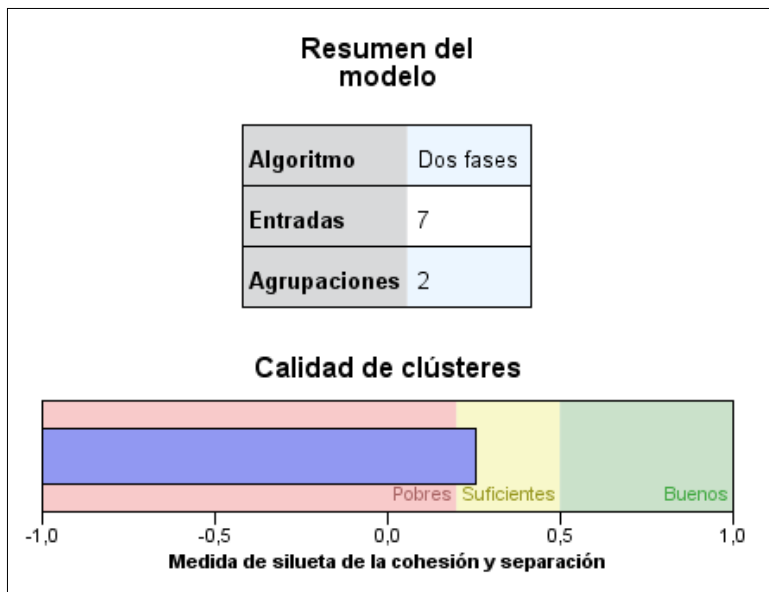 Resumen del
modelo
Algoritmo Dos fases
Entradas 7
Agrupaciones 2
Calidad de clústeres
Pobres Suficientes Buenos
-1,0 -0,5 0,0 0,5 1,0
Medida de silueta de la cohesión y separación